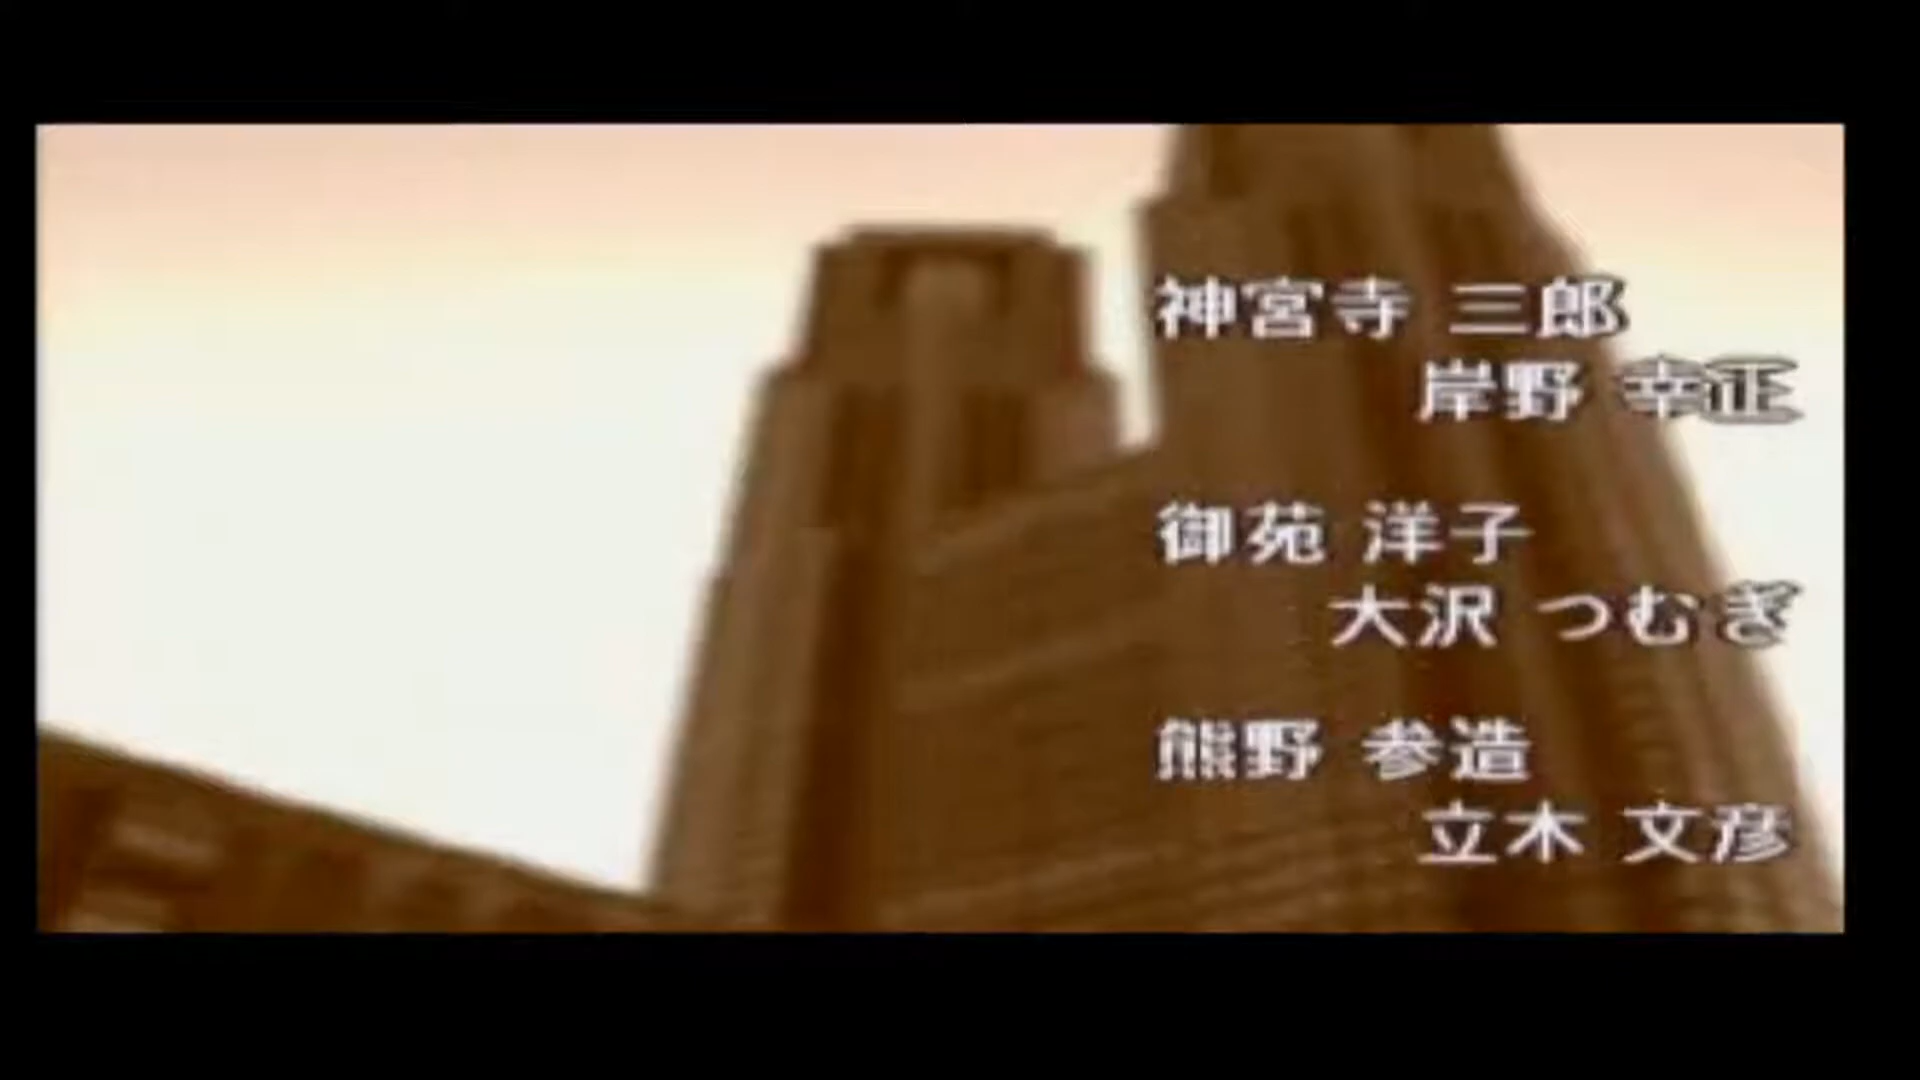 神宮寺 三郎
岸野 幸正
御苑 洋子
大沢 つむぎ
熊野 参造
立木 文彦